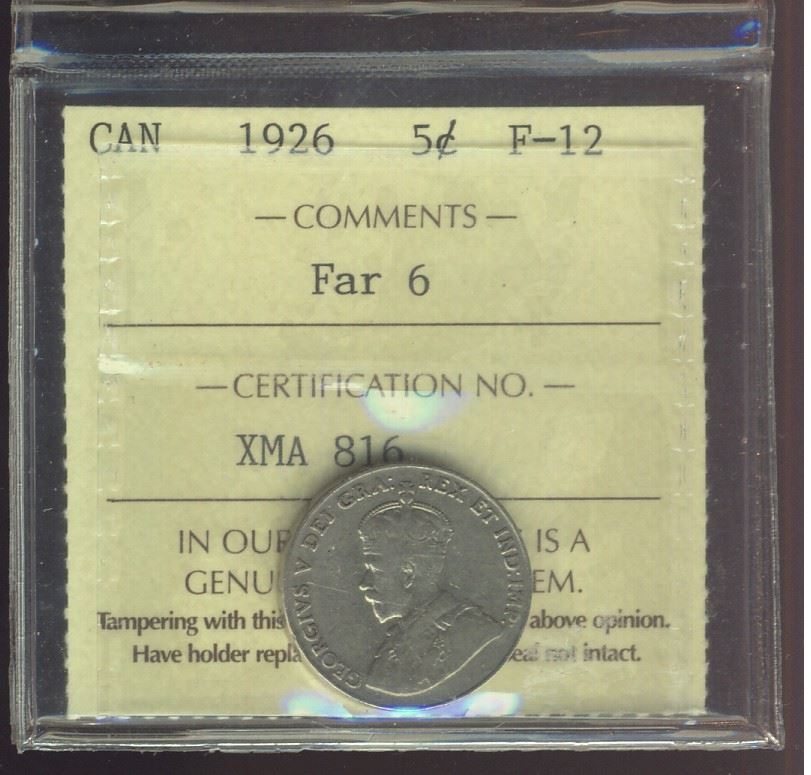 CAN 1926 5¢ F-12
— COMMENTS —
Far 6
— CERTIFICATION NO. —
XMA 816
IN OUR IS A
GENU EM.
Tampering with this above opinion.
Have holder repla seal not intact.
GEORGIVS V DEI GRA: REX ET IND:IMP: